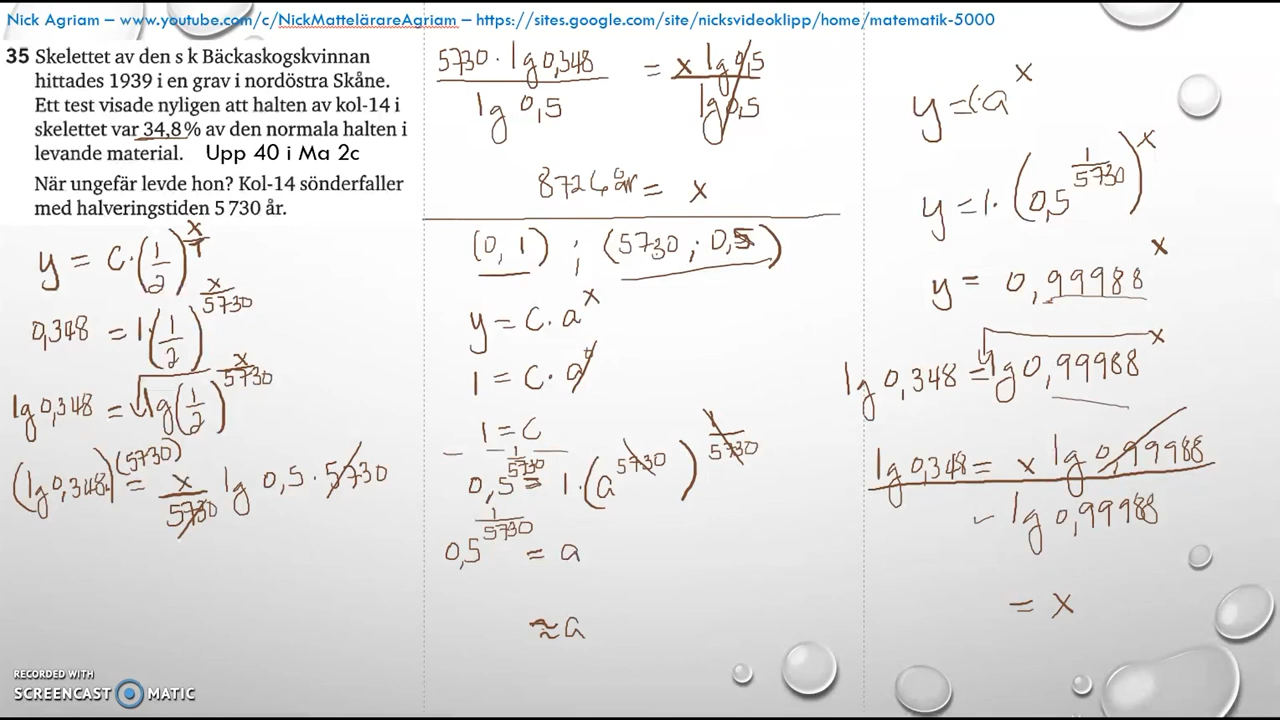 Nick Agriam – www.youtube.com/c/NickMattelärareAgriam – https://sites.google.com/site/nicksvideoklipp/home/matematik-5000
35 Skelettet av den s k Bäckaskogskvinnan
hittades 1939 i en grav i nordöstra Skåne.
Ett test visade nyligen att halten av kol-14 i
skelettet var 34,8% av den normala halten i
levande material. Upp 40 i Ma 2c
När ungefär levde hon? Kol-14 sönderfaller
med halveringstiden 5 730 år.
y = C·(1/2)^(x/T)
0,348 = 1·(1/2)^(x/5730)
lg 0,348 = lg(1/2)^(x/5730)
(lg 0,348)(5730) = x/5730 lg 0,5 · 5730
5730 · lg 0,348 / lg 0,5 = x lg 0,5 / lg 0,5
8726 år = x
(0, 1) ; (5730 ; 0,5)
y = C·a^x
1 = C·a^0
1 = C
0,5^(1/5730) = 1·(a^5730)^(1/5730)
0,5^(1/5730) = a
≈ a
y = C·a^x
y = 1·(0,5^(1/5730))^x
y = 0,99988^x
lg 0,348 = lg 0,99988^x
lg 0,348 = x lg 0,99988
lg 0,99988
= x
RECORDED WITH
SCREENCAST MATIC